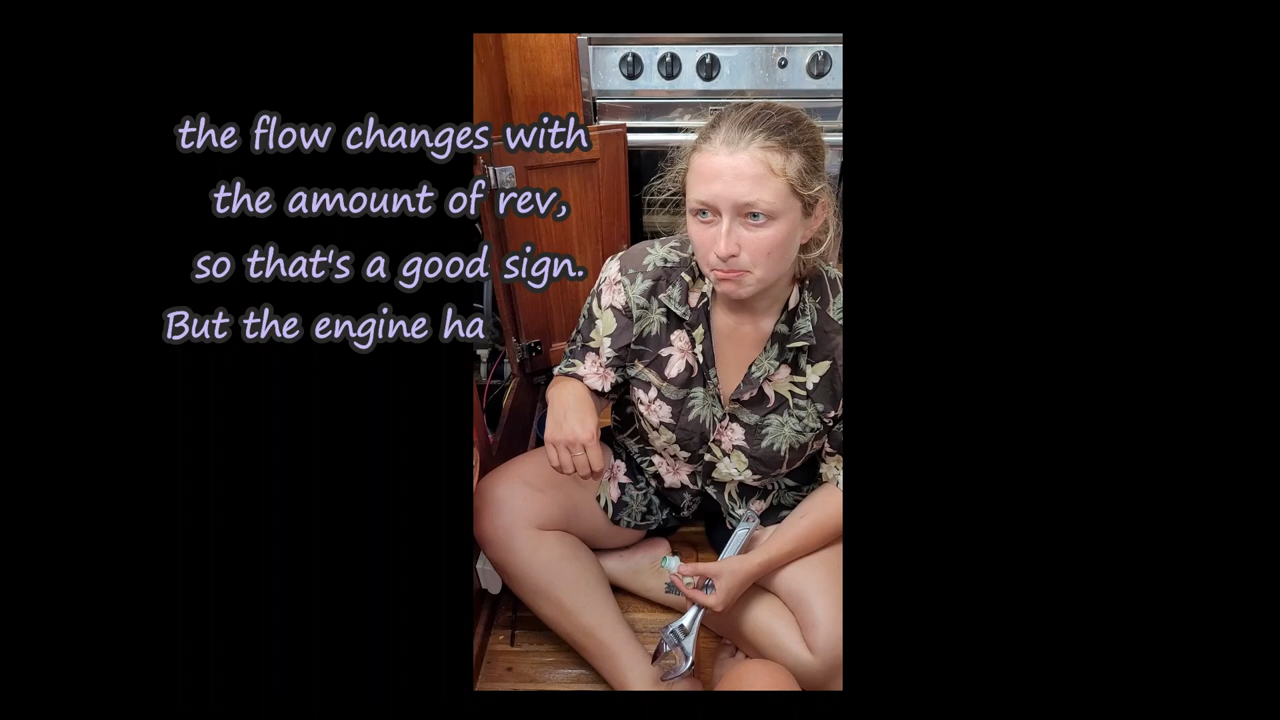 the flow changes with
the amount of rev,
so that's a good sign.
But the engine ha